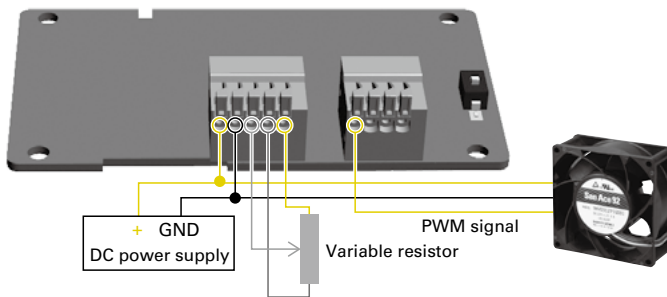 + GND
DC power supply
PWM signal
Variable resistor
San Ace 92